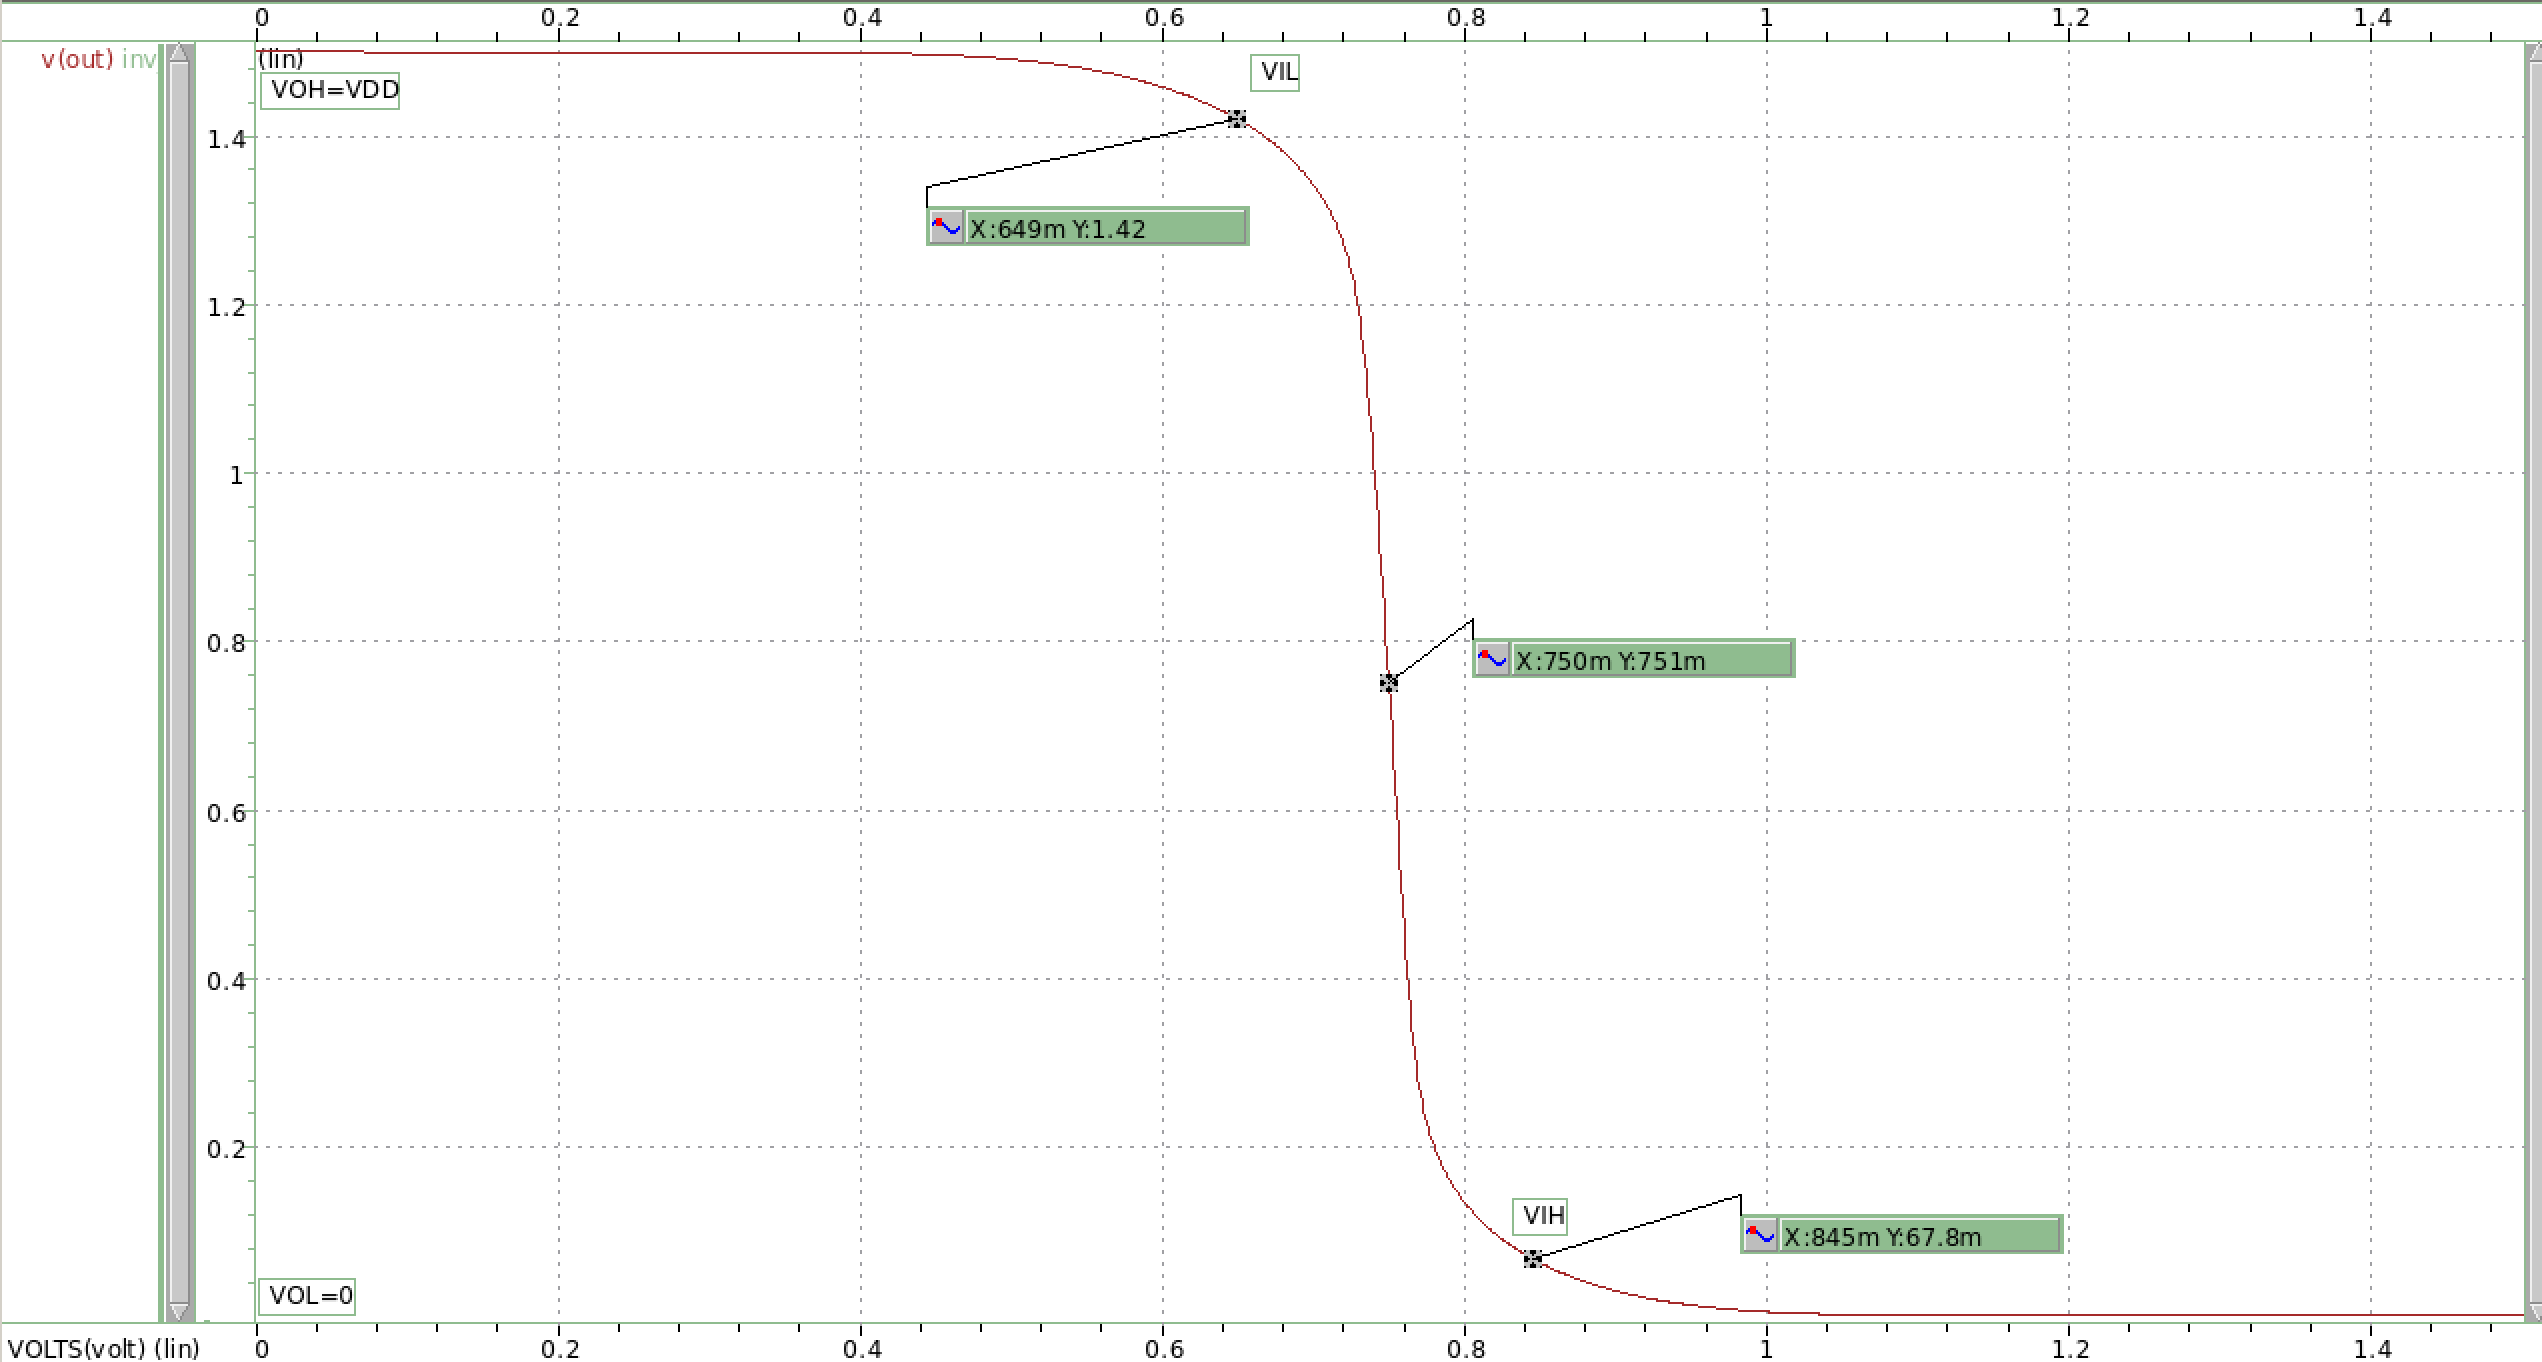 0 0.2 0.4 0.6 0.8 1 1.2 1.4
v(out) inv
(lin)
VOH=VDD
VIL
1.4
X:649m Y:1.42
1.2
1
0.8
X:750m Y:751m
0.6
0.4
0.2
VIH
X:845m Y:67.8m
VOL=0
VOLTS(volt) (lin) 0 0.2 0.4 0.6 0.8 1 1.2 1.4